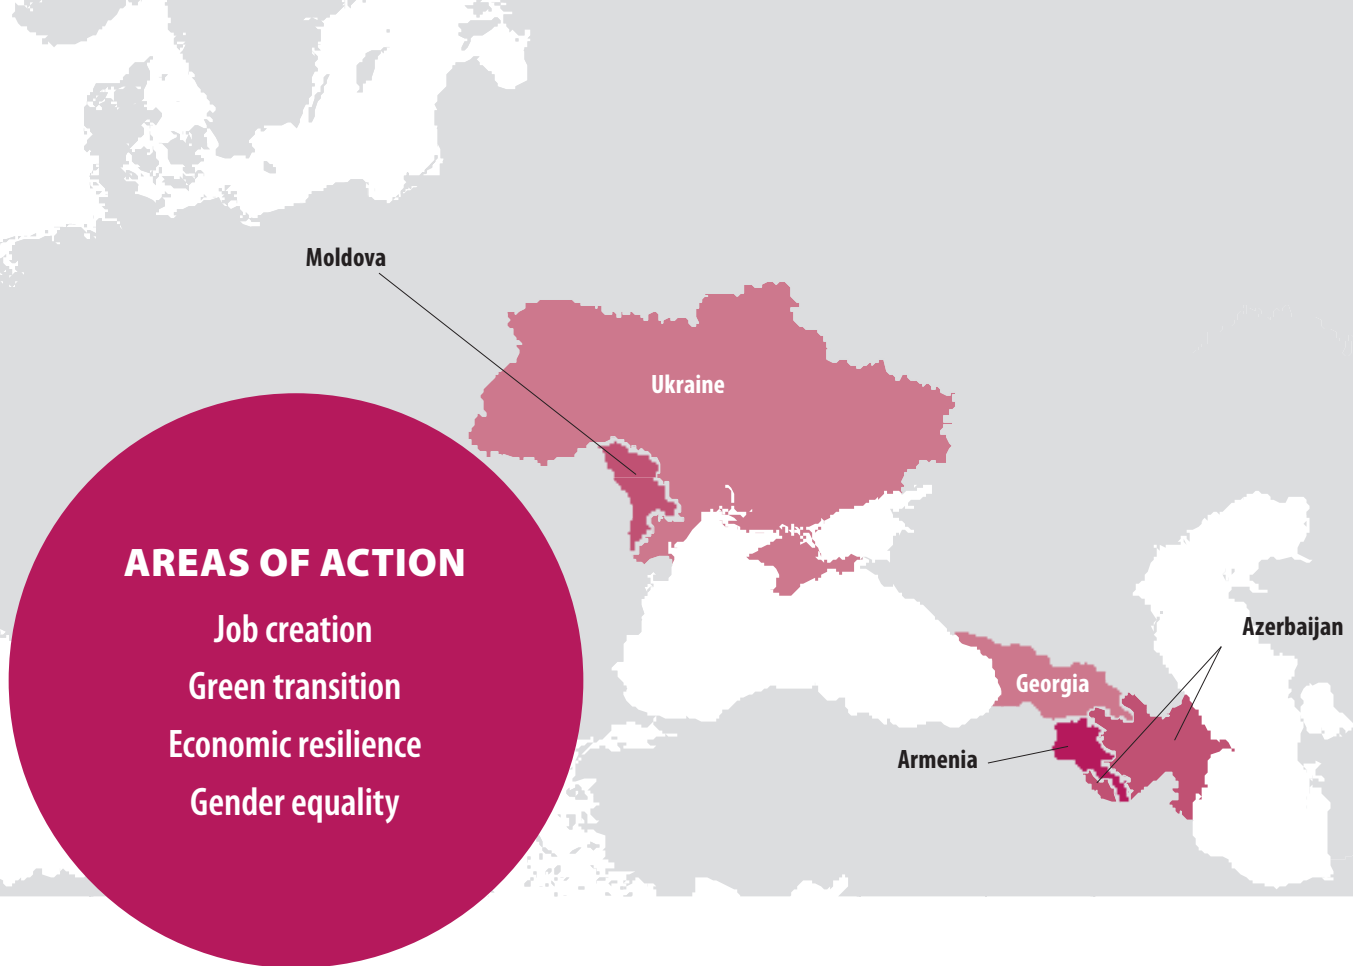 Moldova
Ukraine
AREAS OF ACTION
Job creation
Green transition
Economic resilience
Gender equality
Azerbaijan
Georgia
Armenia